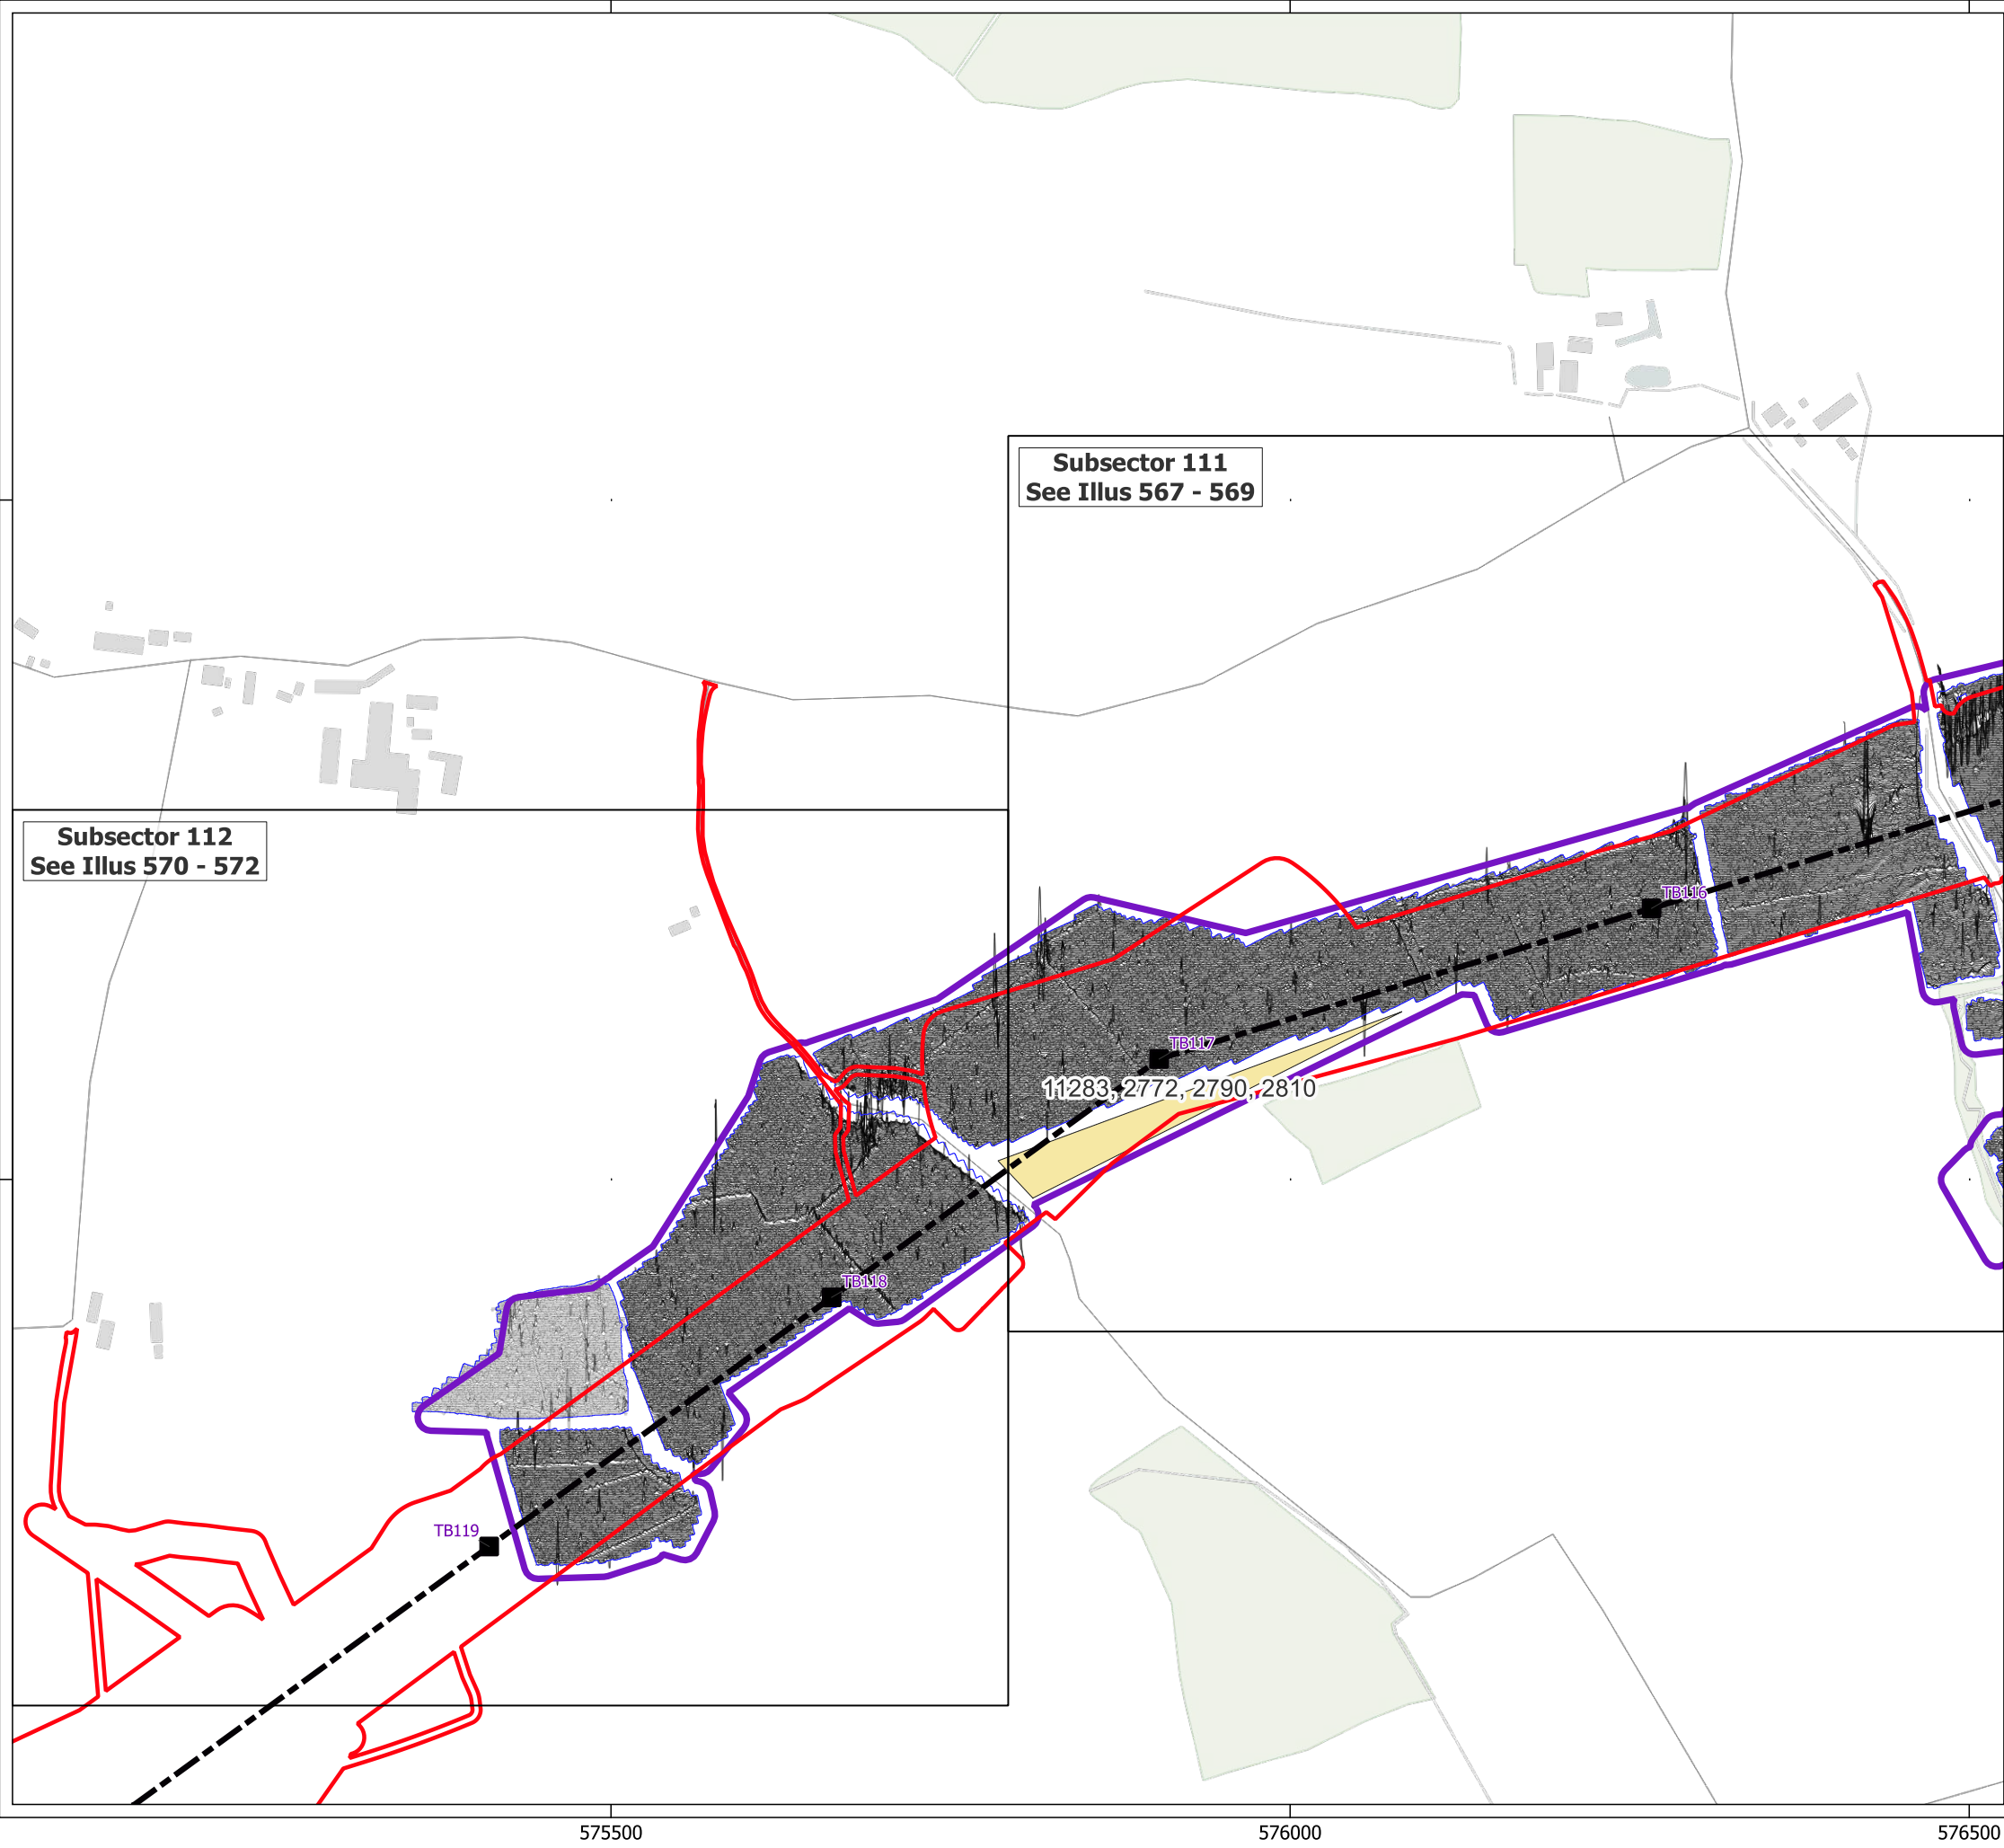 Subsector 111
See Illus 567 - 569
Subsector 112
See Illus 570 - 572
TB116
TB117
11283, 2772, 2790, 2810
TB118
TB119
575500
576000
576500